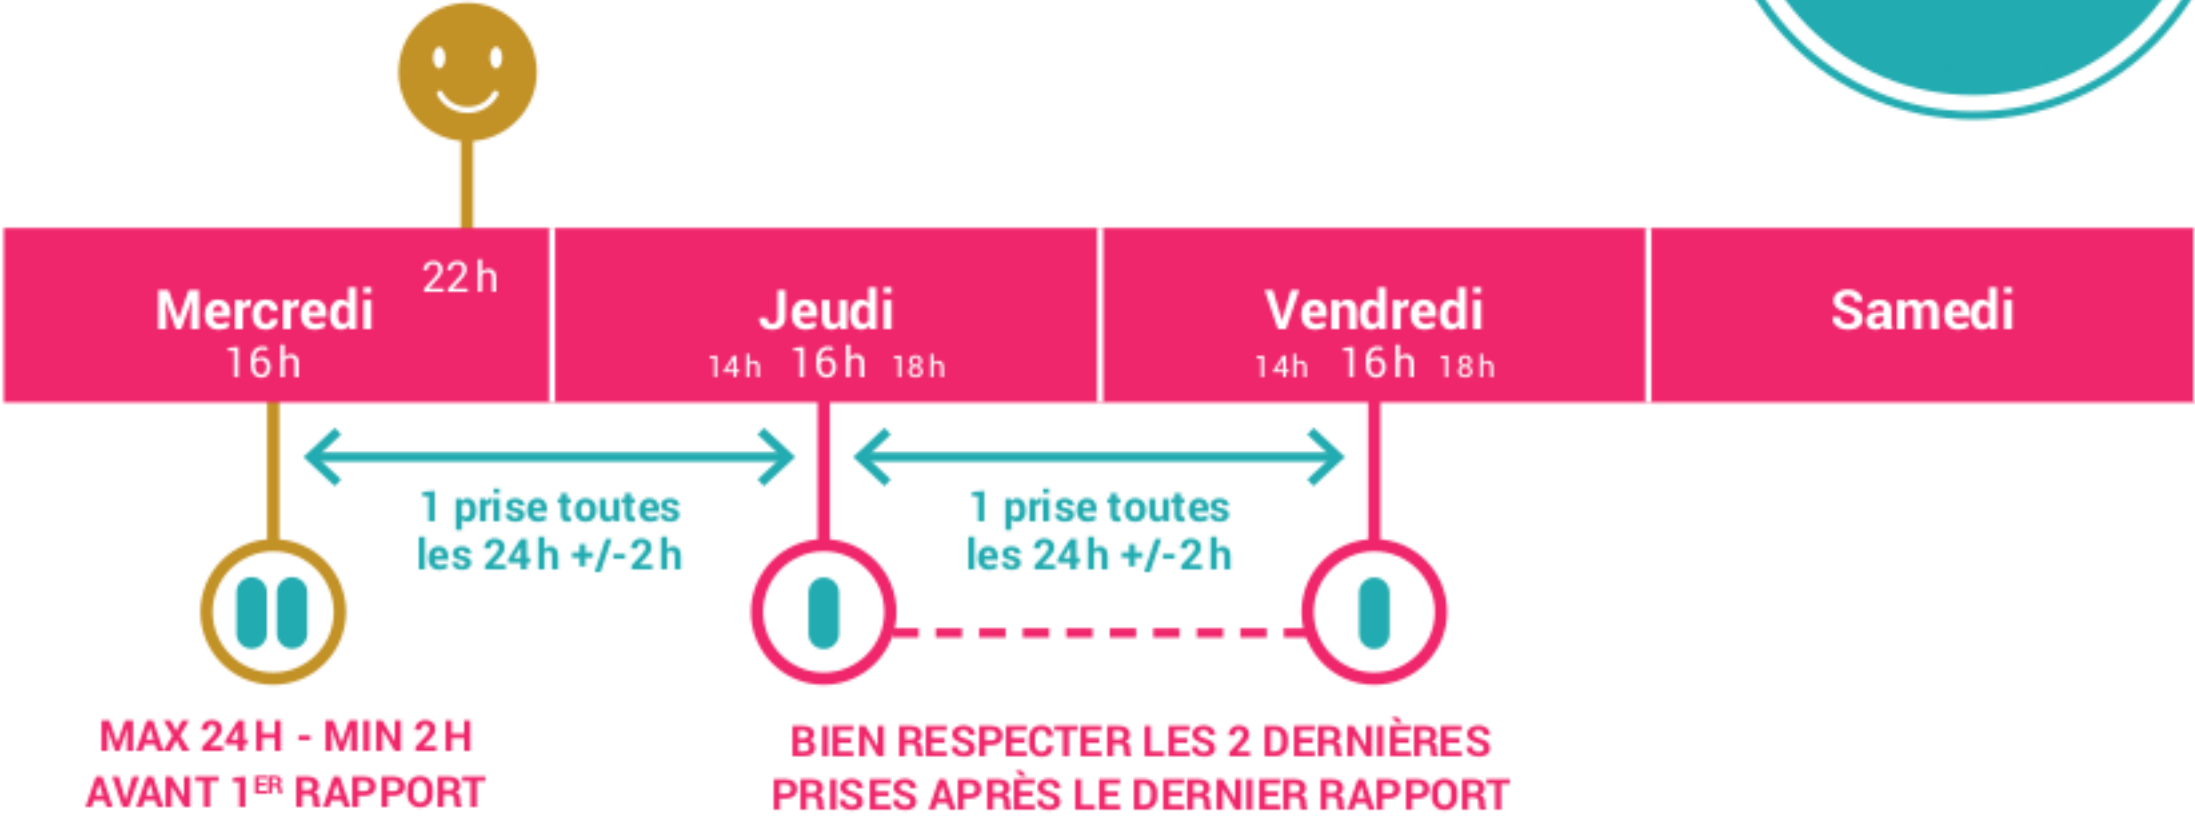 22h
Mercredi
16h
Jeudi
14h 16h 18h
Vendredi
14h 16h 18h
Samedi
1 prise toutes
les 24h +/-2h
1 prise toutes
les 24h +/-2h
MAX 24H - MIN 2H
AVANT 1ER RAPPORT
BIEN RESPECTER LES 2 DERNIÈRES
PRISES APRÈS LE DERNIER RAPPORT